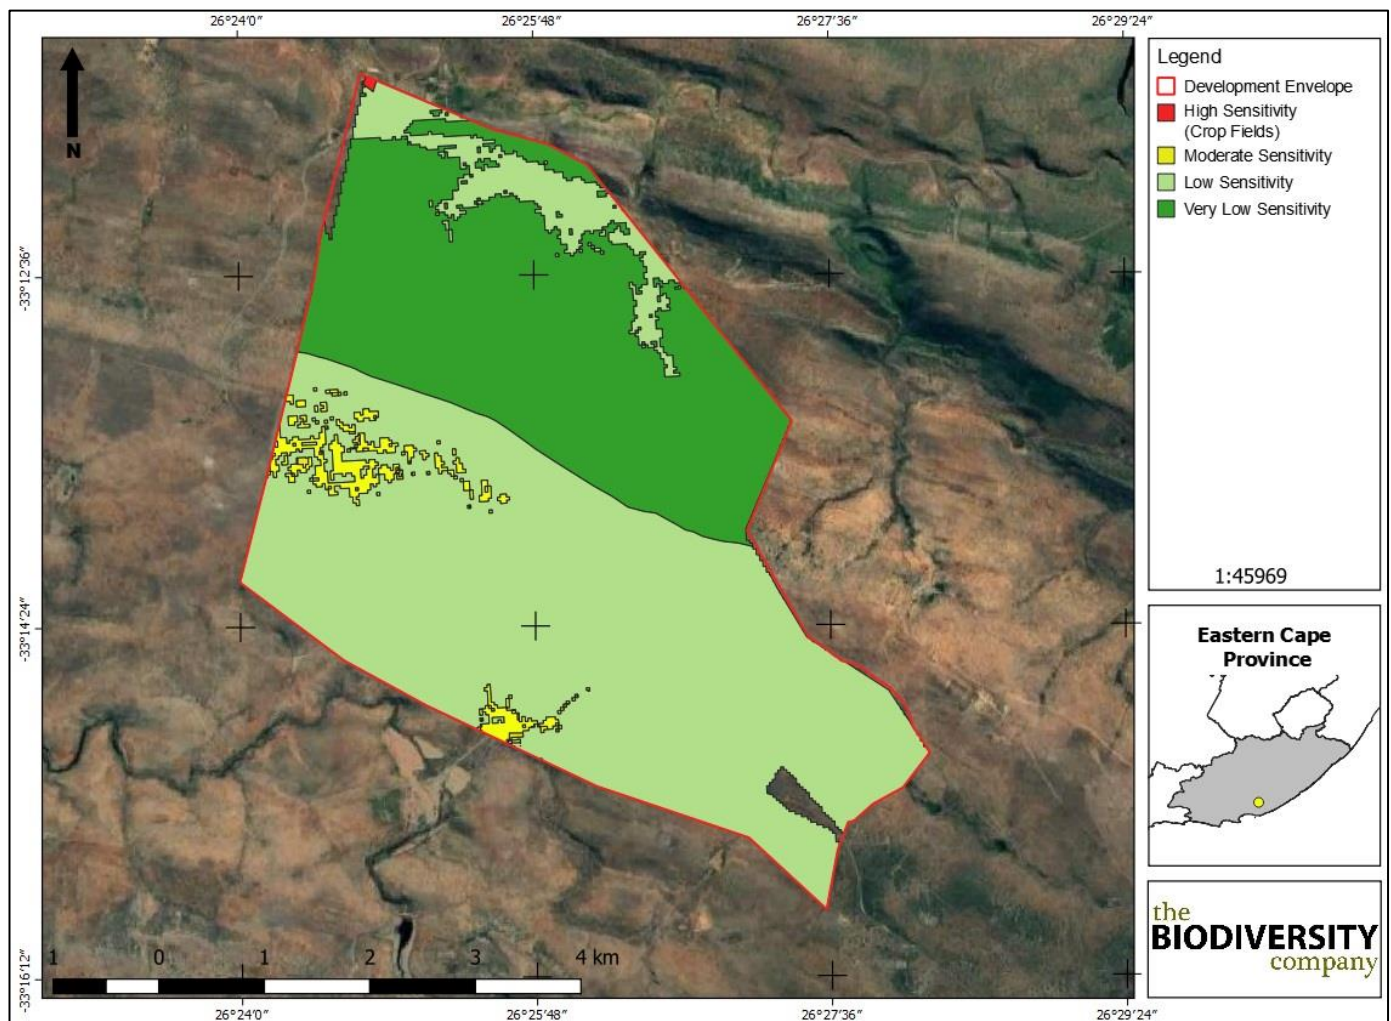 26°24′0″ 26°25′48″ 26°27′36″ 26°29′24″
N
-33°12′36″
-33°14′24″
-33°16′12″
1 0 1 2 3 4 km
26°24′0″ 26°25′48″ 26°27′36″ 26°29′24″
Legend
Development Envelope
High Sensitivity
(Crop Fields)
Moderate Sensitivity
Low Sensitivity
Very Low Sensitivity
1:45969
Eastern Cape
Province
the
BIODIVERSITY
company